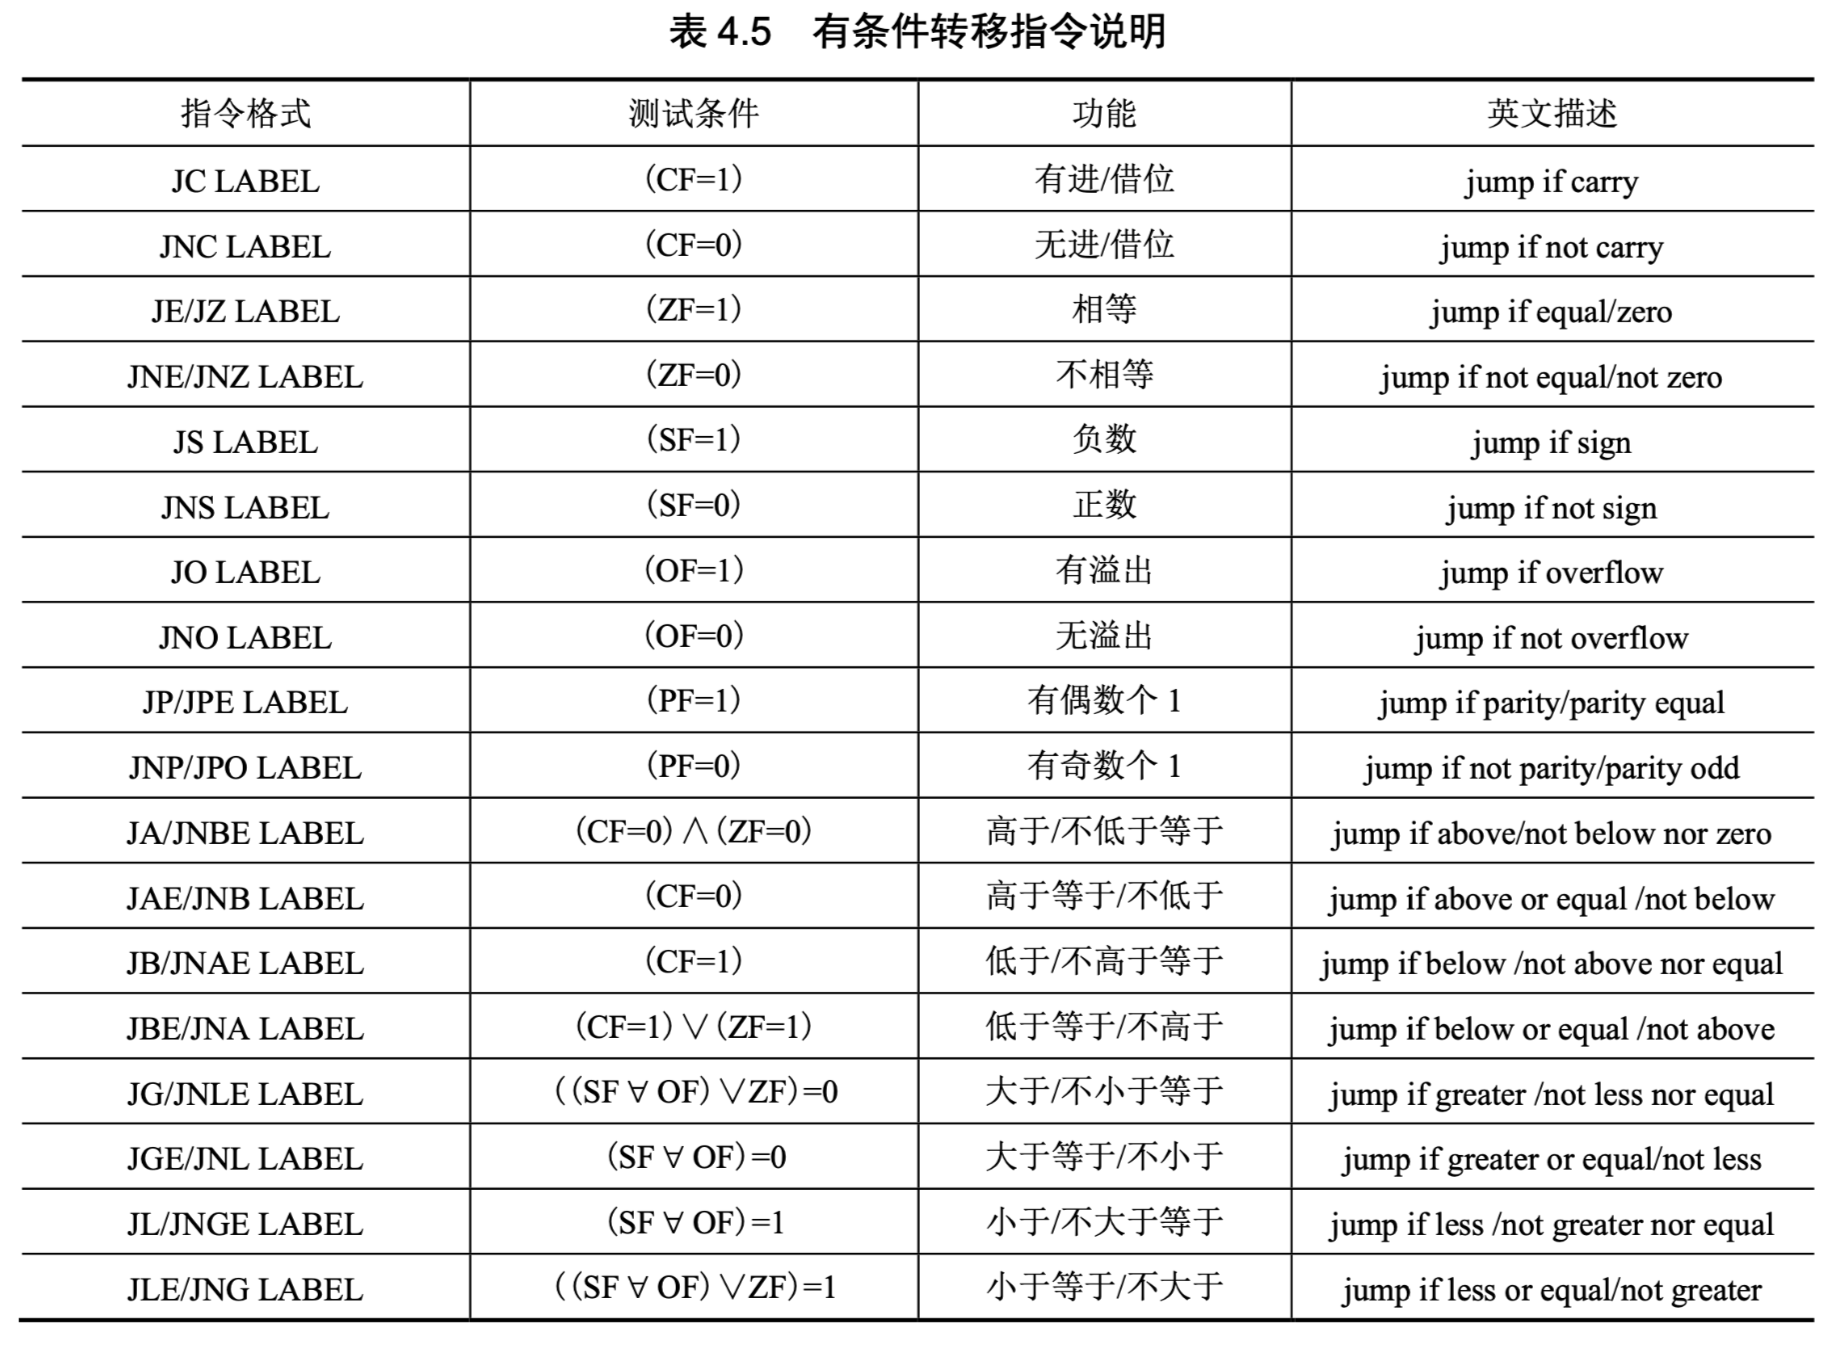 表 4.5 有条件转移指令说明
指令格式 测试条件 功能 英文描述
JC LABEL (CF=1) 有进/借位 jump if carry
JNC LABEL (CF=0) 无进/借位 jump if not carry
JE/JZ LABEL (ZF=1) 相等 jump if equal/zero
JNE/JNZ LABEL (ZF=0) 不相等 jump if not equal/not zero
JS LABEL (SF=1) 负数 jump if sign
JNS LABEL (SF=0) 正数 jump if not sign
JO LABEL (OF=1) 有溢出 jump if overflow
JNO LABEL (OF=0) 无溢出 jump if not overflow
JP/JPE LABEL (PF=1) 有偶数个 1 jump if parity/parity equal
JNP/JPO LABEL (PF=0) 有奇数个 1 jump if not parity/parity odd
JA/JNBE LABEL (CF=0)∧(ZF=0) 高于/不低于等于 jump if above/not below nor zero
JAE/JNB LABEL (CF=0) 高于等于/不低于 jump if above or equal /not below
JB/JNAE LABEL (CF=1) 低于/不高于等于 jump if below /not above nor equal
JBE/JNA LABEL (CF=1)∨(ZF=1) 低于等于/不高于 jump if below or equal /not above
JG/JNLE LABEL ((SF∀OF)∨ZF)=0 大于/不小于等于 jump if greater /not less nor equal
JGE/JNL LABEL (SF∀OF)=0 大于等于/不小于 jump if greater or equal/not less
JL/JNGE LABEL (SF∀OF)=1 小于/不大于等于 jump if less /not greater nor equal
JLE/JNG LABEL ((SF∀OF)∨ZF)=1 小于等于/不大于 jump if less or equal/not greater